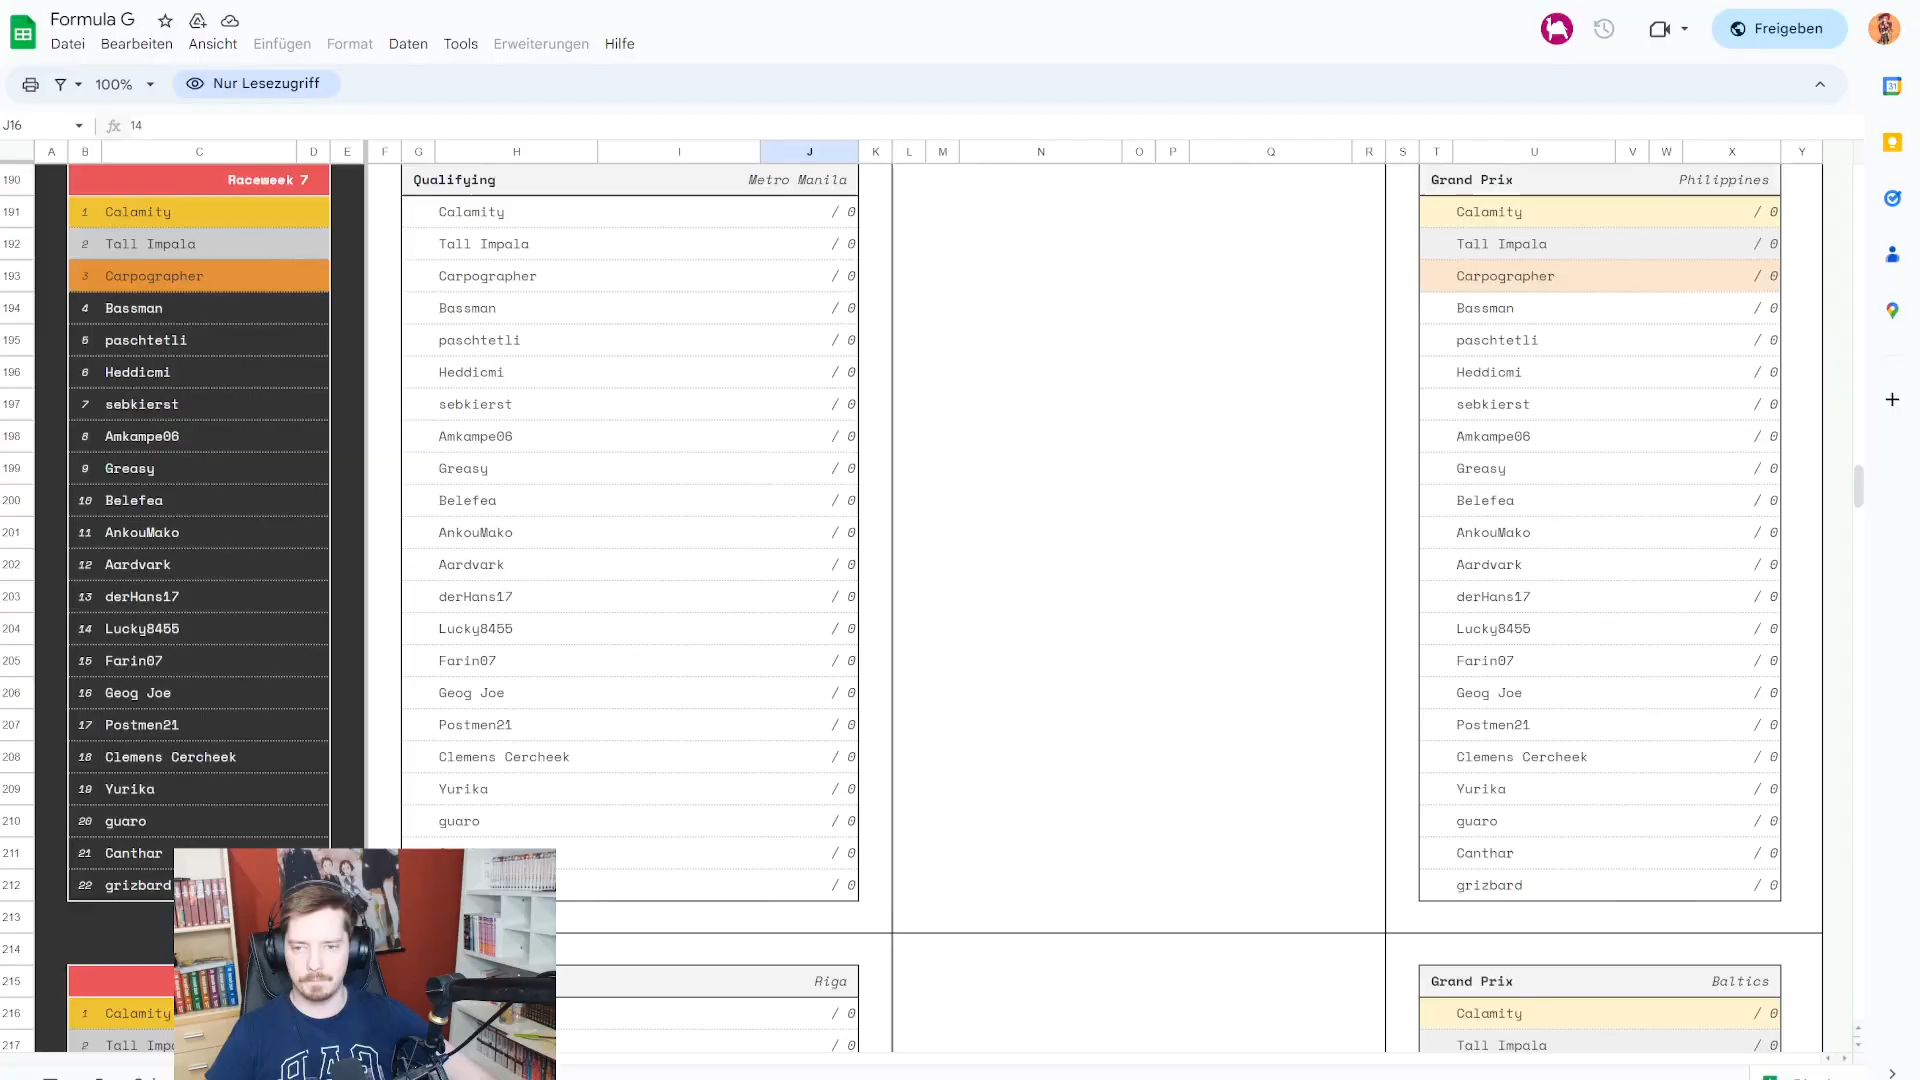 Formula G
Datei Bearbeiten Ansicht Einfügen Format Daten Tools Erweiterungen Hilfe
Freigeben
100% Nur Lesezugriff
J16 fx 14
A B C D E F G H I J K L M N O P Q R S T U V W X Y
190 Raceweek 7 Qualifying Metro Manila Grand Prix Philippines
191 1 Calamity Calamity / 0 Calamity / 0
192 2 Tall Impala Tall Impala / 0 Tall Impala / 0
193 3 Carpographer Carpographer / 0 Carpographer / 0
194 4 Bassman Bassman / 0 Bassman / 0
195 5 paschtetli paschtetli / 0 paschtetli / 0
196 6 Heddicmi Heddicmi / 0 Heddicmi / 0
197 7 sebkierst sebkierst / 0 sebkierst / 0
198 8 Amkampe06 Amkampe06 / 0 Amkampe06 / 0
199 9 Greasy Greasy / 0 Greasy / 0
200 10 Belefea Belefea / 0 Belefea / 0
201 11 AnkouMako AnkouMako / 0 AnkouMako / 0
202 12 Aardvark Aardvark / 0 Aardvark / 0
203 13 derHans17 derHans17 / 0 derHans17 / 0
204 14 Lucky8455 Lucky8455 / 0 Lucky8455 / 0
205 15 Farin07 Farin07 / 0 Farin07 / 0
206 16 Geog Joe Geog Joe / 0 Geog Joe / 0
207 17 Postmen21 Postmen21 / 0 Postmen21 / 0
208 18 Clemens Cercheek Clemens Cercheek / 0 Clemens Cercheek / 0
209 19 Yurika Yurika / 0 Yurika / 0
210 20 guaro guaro / 0 guaro / 0
211 21 Canthar / 0 Canthar / 0
212 22 grizbard / 0 grizbard / 0
213
214
215 Riga Grand Prix Baltics
216 1 Calamity / 0 Calamity / 0
217 2 Tall Imp / 0 Tall Impala / 0